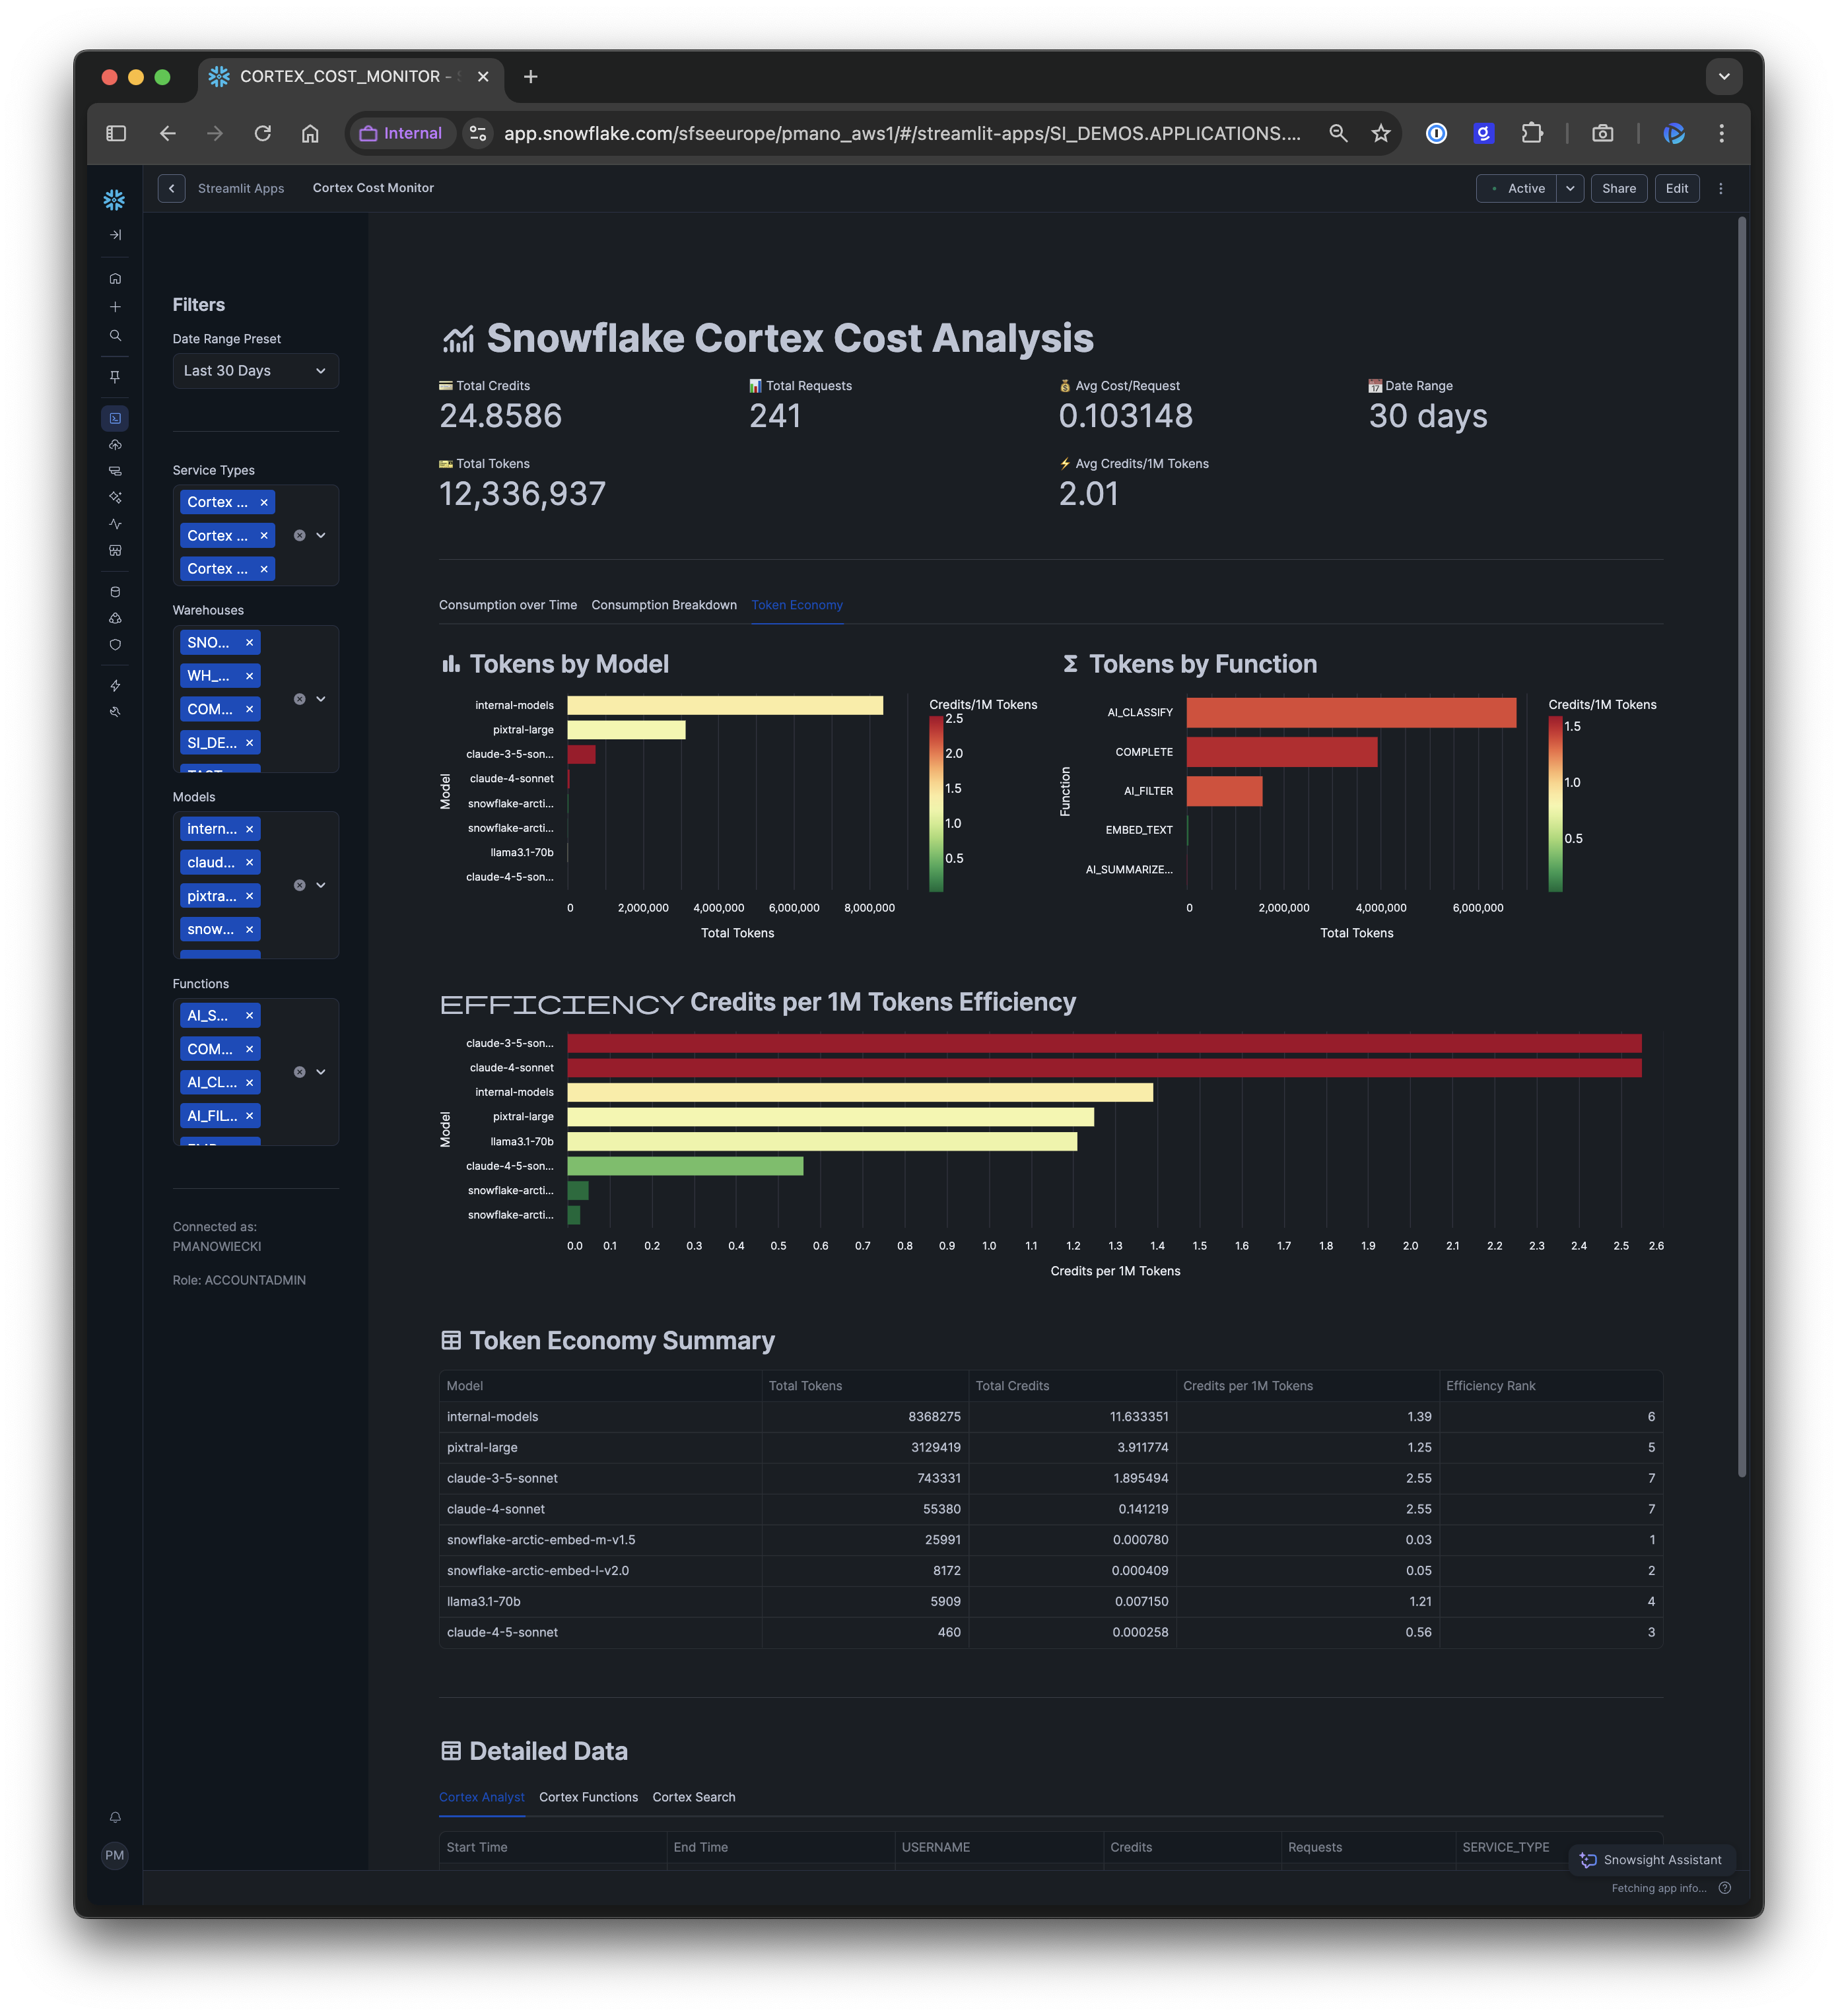 CORTEX_COST_MONITOR - S
Internal
app.snowflake.com/sfseeurope/pmano_aws1/#/streamlit-apps/SI_DEMOS.APPLICATIONS....
Streamlit Apps
Cortex Cost Monitor
Active
Share
Edit
Filters
Date Range Preset
Last 30 Days
Service Types
Cortex ...
Cortex ...
Cortex ...
Warehouses
SNO...
WH_...
COM...
SI_DE...
Models
intern...
claud...
pixtra...
snow...
Functions
AI_S...
COM...
AI_CL...
AI_FIL...
Connected as:
PMANOWIECKI
Role: ACCOUNTADMIN
PM
Snowflake Cortex Cost Analysis
Total Credits
24.8586
Total Requests
241
Avg Cost/Request
0.103148
Date Range
30 days
Total Tokens
12,336,937
Avg Credits/1M Tokens
2.01
Consumption over Time
Consumption Breakdown
Token Economy
Tokens by Model
Model
internal-models
pixtral-large
claude-3-5-son...
claude-4-sonnet
snowflake-arcti...
snowflake-arcti...
llama3.1-70b
claude-4-5-son...
0 2,000,000 4,000,000 6,000,000 8,000,000
Total Tokens
Credits/1M Tokens
2.5
2.0
1.5
1.0
0.5
Tokens by Function
Function
AI_CLASSIFY
COMPLETE
AI_FILTER
EMBED_TEXT
AI_SUMMARIZE...
0 2,000,000 4,000,000 6,000,000
Total Tokens
Credits/1M Tokens
1.5
1.0
0.5
EFFICIENCY Credits per 1M Tokens Efficiency
Model
claude-3-5-son...
claude-4-sonnet
internal-models
pixtral-large
llama3.1-70b
claude-4-5-son...
snowflake-arcti...
snowflake-arcti...
0.0 0.1 0.2 0.3 0.4 0.5 0.6 0.7 0.8 0.9 1.0 1.1 1.2 1.3 1.4 1.5 1.6 1.7 1.8 1.9 2.0 2.1 2.2 2.3 2.4 2.5 2.6
Credits per 1M Tokens
Token Economy Summary
Model Total Tokens Total Credits Credits per 1M Tokens Efficiency Rank
internal-models 8368275 11.633351 1.39 6
pixtral-large 3129419 3.911774 1.25 5
claude-3-5-sonnet 743331 1.895494 2.55 7
claude-4-sonnet 55380 0.141219 2.55 7
snowflake-arctic-embed-m-v1.5 25991 0.000780 0.03 1
snowflake-arctic-embed-l-v2.0 8172 0.000409 0.05 2
llama3.1-70b 5909 0.007150 1.21 4
claude-4-5-sonnet 460 0.000258 0.56 3
Detailed Data
Cortex Analyst
Cortex Functions
Cortex Search
Start Time End Time USERNAME Credits Requests SERVICE_TYPE
Snowsight Assistant
Fetching app info...